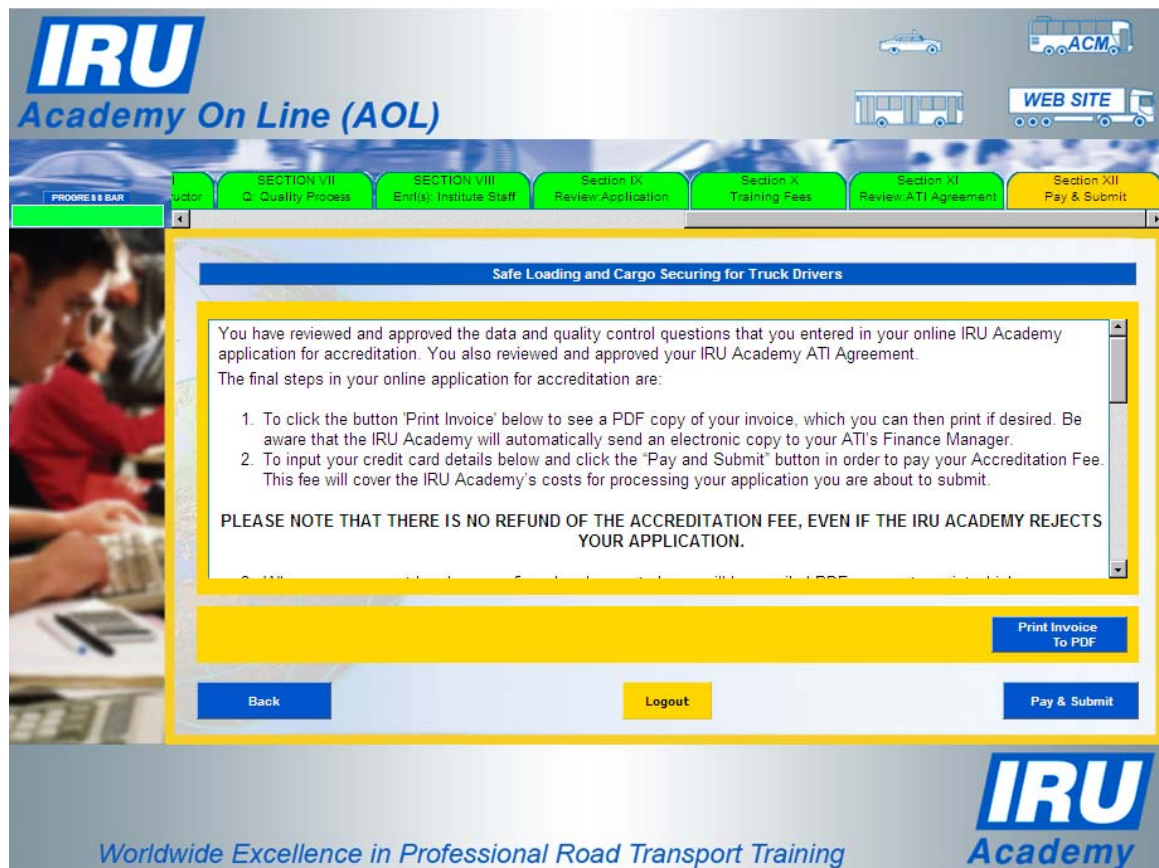 IRU
Academy On Line (AOL)
ACM
WEB SITE
PROGRESS BAR
uctor
SECTION VII
Q: Quality Process
SECTION VIII
Enrl(s): Institute Staff
Section IX
Review:Application
Section X
Training Fees
Section XI
Review:ATI Agreement
Section XII
Pay & Submit
Safe Loading and Cargo Securing for Truck Drivers
You have reviewed and approved the data and quality control questions that you entered in your online IRU Academy
application for accreditation. You also reviewed and approved your IRU Academy ATI Agreement.
The final steps in your online application for accreditation are:
1. To click the button 'Print Invoice' below to see a PDF copy of your invoice, which you can then print if desired. Be
aware that the IRU Academy will automatically send an electronic copy to your ATI's Finance Manager.
2. To input your credit card details below and click the “Pay and Submit” button in order to pay your Accreditation Fee.
This fee will cover the IRU Academy's costs for processing your application you are about to submit.
PLEASE NOTE THAT THERE IS NO REFUND OF THE ACCREDITATION FEE, EVEN IF THE IRU ACADEMY REJECTS
YOUR APPLICATION.
Print Invoice
To PDF
Back
Logout
Pay & Submit
IRU
Academy
Worldwide Excellence in Professional Road Transport Training